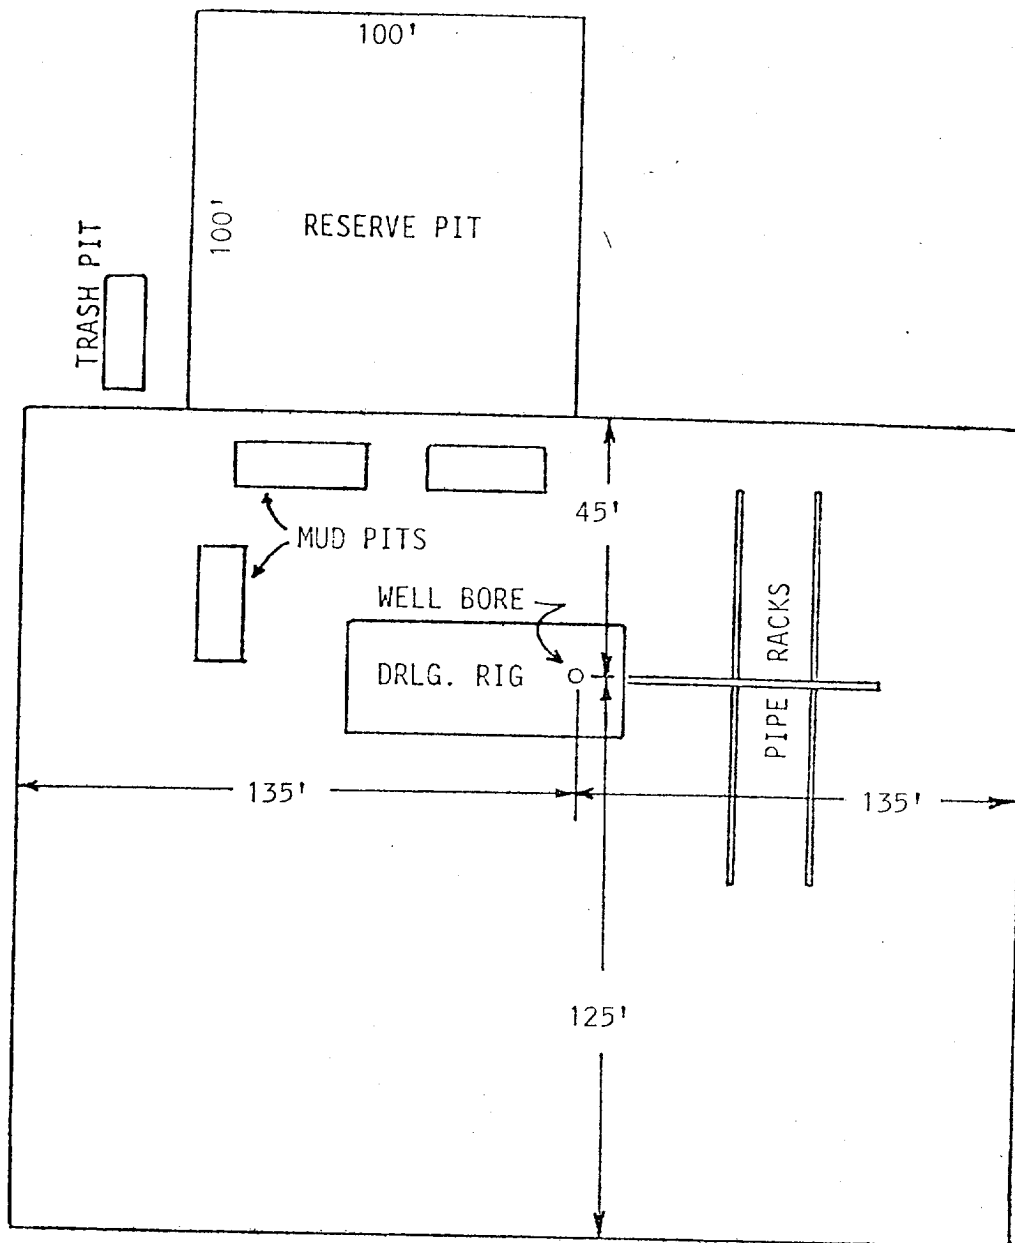 100'
100'
RESERVE PIT
TRASH PIT
45'
MUD PITS
WELL BORE
DRLG. RIG
PIPE RACKS
135'
135'
125'